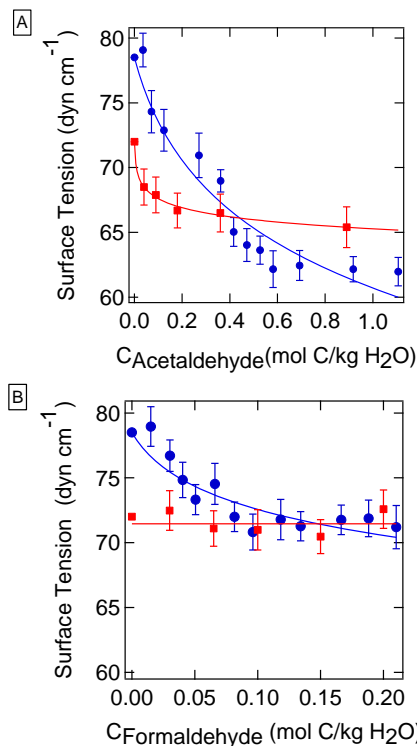 A
80
75
70
65
60
Surface Tension (dyn cm-1)
0.0 0.2 0.4 0.6 0.8 1.0
CAcetaldehyde(mol C/kg H2O)
B
80
75
70
65
60
Surface Tension (dyn cm-1)
0.00 0.05 0.10 0.15 0.20
CFormaldehyde (mol C/kg H2O)